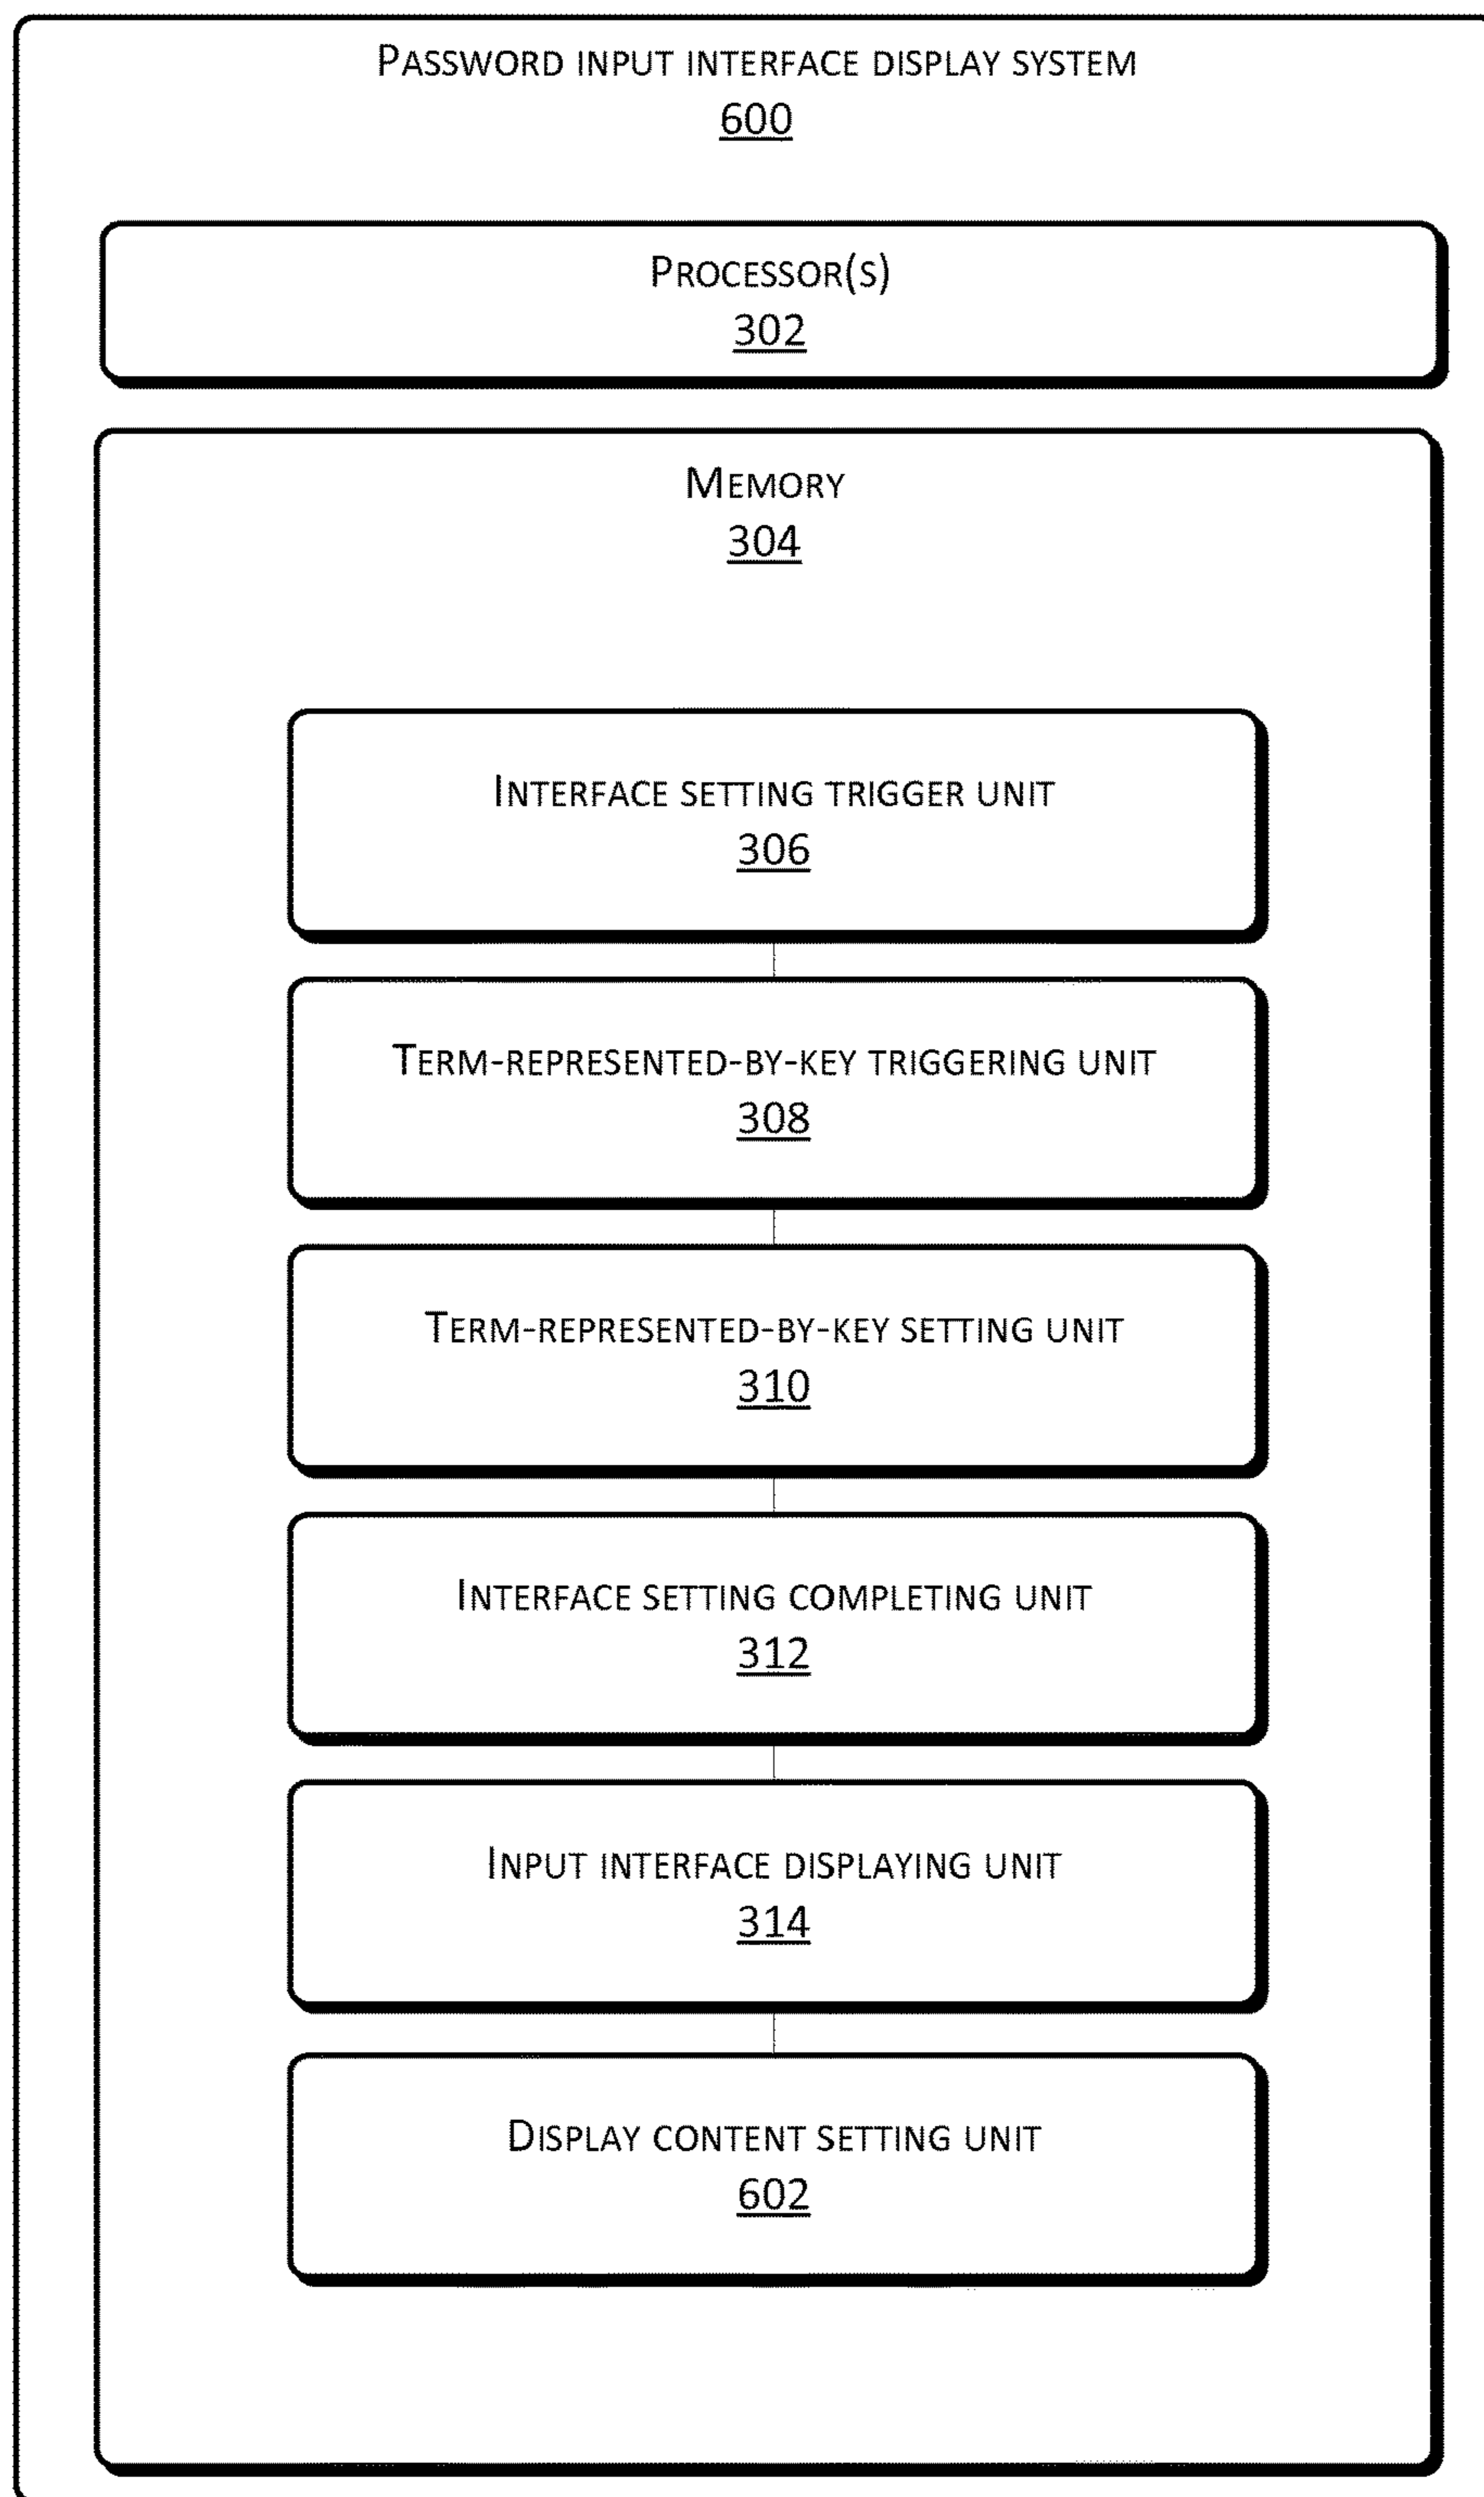 PASSWORD INPUT INTERFACE DISPLAY SYSTEM
600
PROCESSOR(S)
302
MEMORY
304
INTERFACE SETTING TRIGGER UNIT
306
TERM-REPRESENTED-BY-KEY TRIGGERING UNIT
308
TERM-REPRESENTED-BY-KEY SETTING UNIT
310
INTERFACE SETTING COMPLETING UNIT
312
INPUT INTERFACE DISPLAYING UNIT
314
DISPLAY CONTENT SETTING UNIT
602